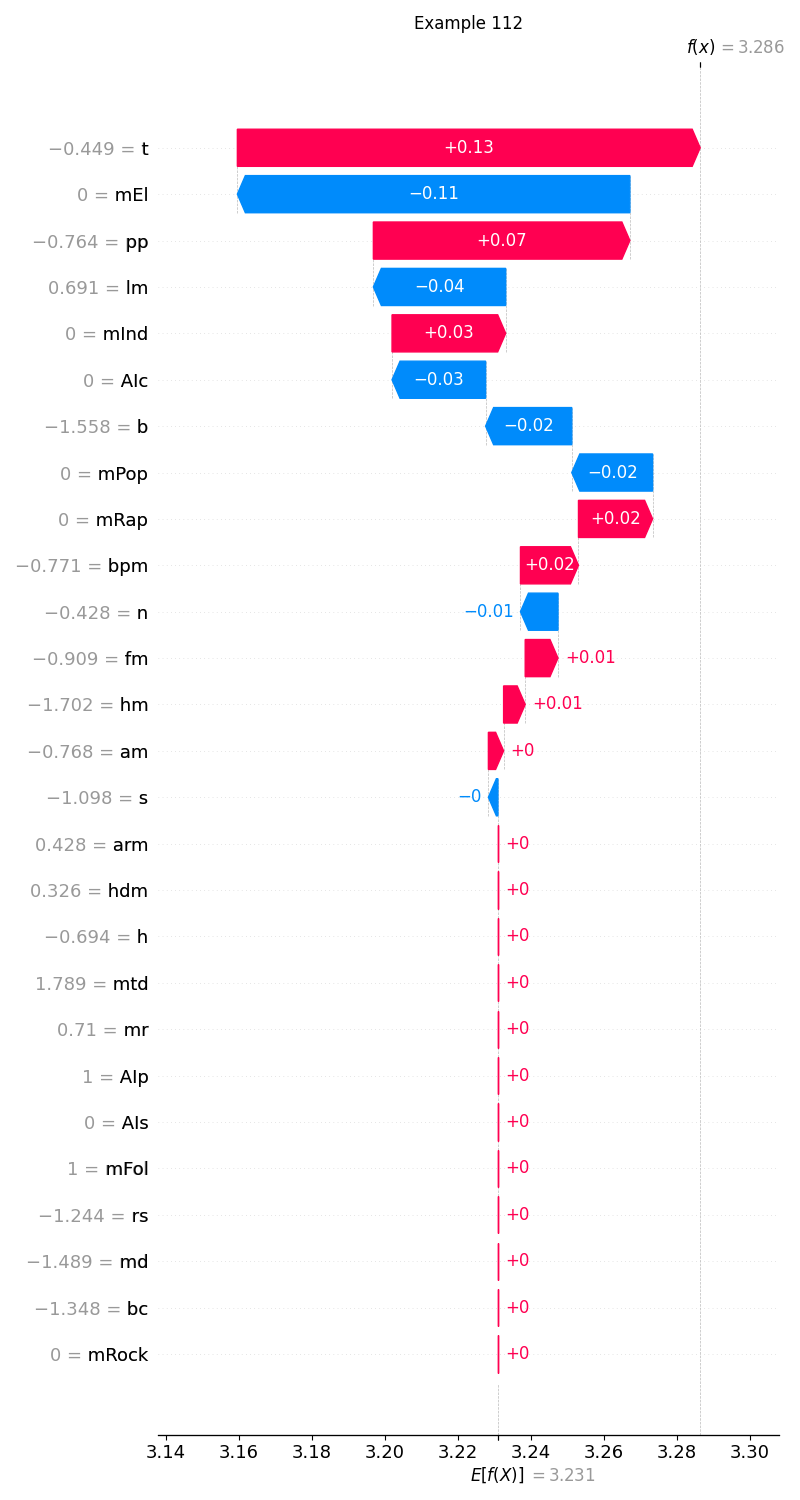 Example 112
f(x) = 3.286
−0.449 = t +0.13
0 = mEl −0.11
−0.764 = pp +0.07
0.691 = lm −0.04
0 = mInd +0.03
0 = AIc −0.03
−1.558 = b −0.02
0 = mPop −0.02
0 = mRap +0.02
−0.771 = bpm +0.02
−0.428 = n −0.01
−0.909 = fm +0.01
−1.702 = hm +0.01
−0.768 = am +0
−1.098 = s −0
0.428 = arm +0
0.326 = hdm +0
−0.694 = h +0
1.789 = mtd +0
0.71 = mr +0
1 = AIp +0
0 = AIs +0
1 = mFol +0
−1.244 = rs +0
−1.489 = md +0
−1.348 = bc +0
0 = mRock +0
3.14 3.16 3.18 3.20 3.22 3.24 3.26 3.28 3.30
E[f(X)] = 3.231